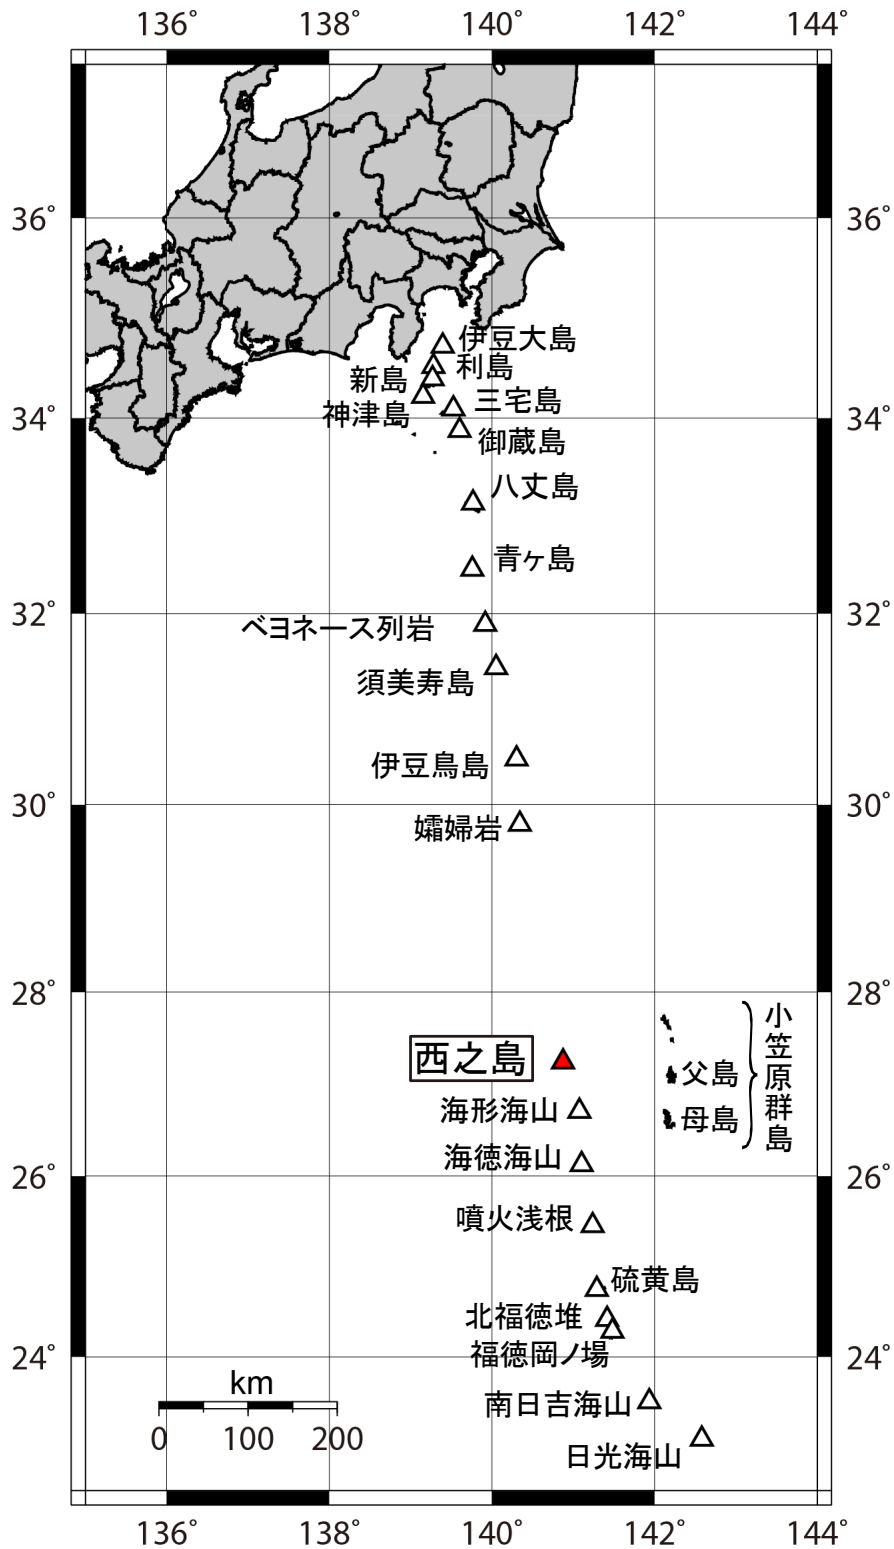 136° 138° 140° 142° 144°
36° 36°
伊豆大島
利島
新島
三宅島
神津島
34° 34°
御蔵島
八丈島
青ヶ島
32° 32°
ベヨネース列岩
須美寿島
伊豆鳥島
30° 30°
孀婦岩
28° 28°
小笠原群島
西之島
父島
海形海山
母島
海徳海山
26° 26°
噴火浅根
硫黄島
北福徳堆
福徳岡ノ場
24° 24°
km
南日吉海山
0 100 200
日光海山
136° 138° 140° 142° 144°